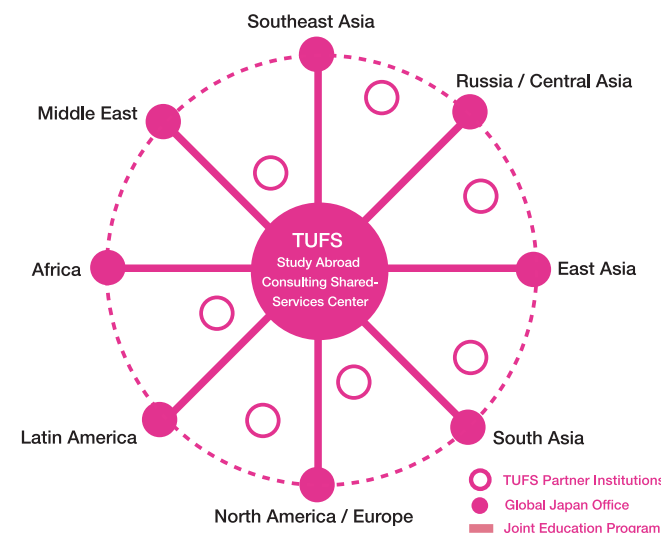 Southeast Asia
Russia / Central Asia
Middle East
TUFS
Study Abroad
Consulting Shared-
Services Center
Africa
East Asia
Latin America
South Asia
North America / Europe
TUFS Partner Institutions
Global Japan Office
Joint Education Program